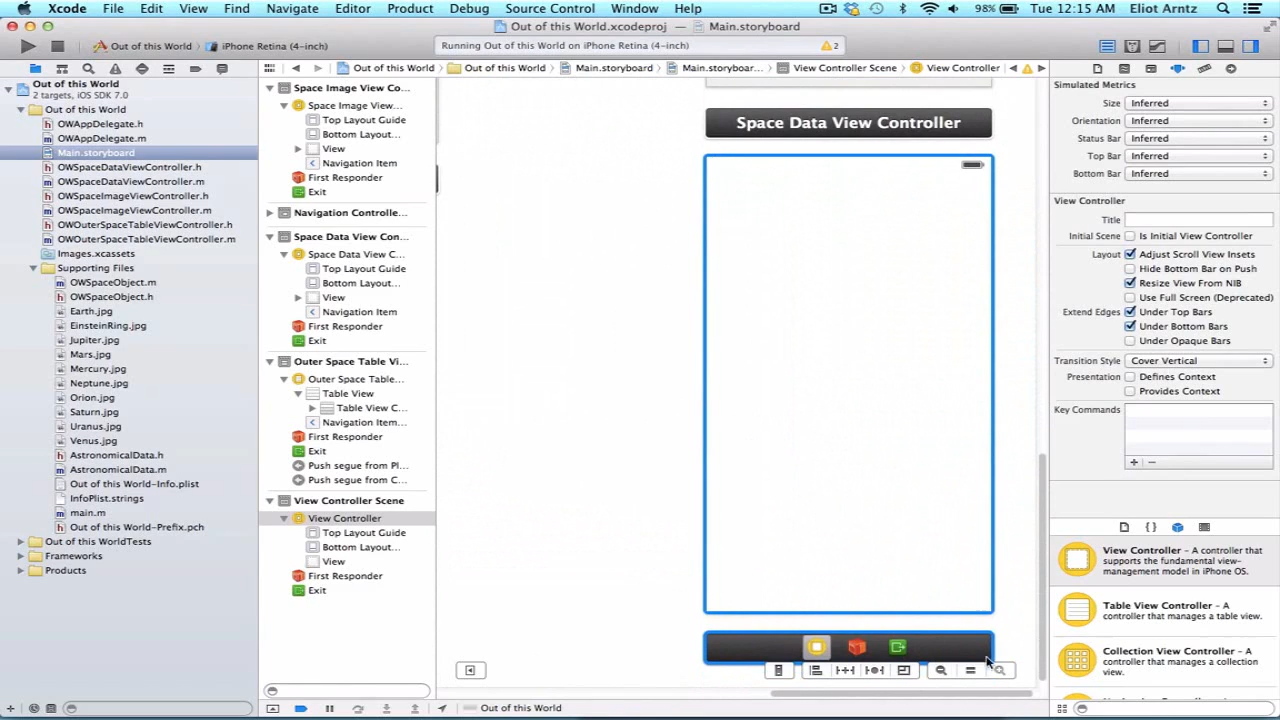 Xcode File Edit View Find Navigate Editor Product Debug Source Control Window Help 98% Tue 12:15 AM Eliot Arntz
Out of this World.xcodeproj — Main.storyboard
Out of this World iPhone Retina (4-inch) Running Out of this World on iPhone Retina (4-inch) 2
Out of this World Out of this World Main.storyboard Main.storyboar... View Controller Scene View Controller
Out of this World
2 targets, iOS SDK 7.0
Out of this World
OWAppDelegate.h
OWAppDelegate.m
Main.storyboard
OWSpaceDataViewController.h
OWSpaceDataViewController.m
OWSpaceImageViewController.h
OWSpaceImageViewController.m
OWOuterSpaceTableViewController.h
OWOuterSpaceTableViewController.m
Images.xcassets
Supporting Files
OWSpaceObject.m
OWSpaceObject.h
Earth.jpg
EinsteinRing.jpg
Jupiter.jpg
Mars.jpg
Mercury.jpg
Neptune.jpg
Orion.jpg
Saturn.jpg
Uranus.jpg
Venus.jpg
AstronomicalData.h
AstronomicalData.m
Out of this World-Info.plist
InfoPlist.strings
main.m
Out of this World-Prefix.pch
Out of this WorldTests
Frameworks
Products
Space Image View Co...
Space Image View...
Top Layout Guide
Bottom Layout...
View
Navigation Item
First Responder
Exit
Navigation Controlle...
Space Data View Con...
Space Data View C...
Top Layout Guide
Bottom Layout...
View
Navigation Item
First Responder
Exit
Outer Space Table Vi...
Outer Space Table...
Table View
Table View C...
Navigation Item...
First Responder
Exit
Push segue from Pl...
Push segue from C...
View Controller Scene
View Controller
Top Layout Guide
Bottom Layout...
View
First Responder
Exit
Space Data View Controller
Simulated Metrics
Size Inferred
Orientation Inferred
Status Bar Inferred
Top Bar Inferred
Bottom Bar Inferred
View Controller
Title
Initial Scene Is Initial View Controller
Layout Adjust Scroll View Insets
Hide Bottom Bar on Push
Resize View From NIB
Use Full Screen (Deprecated)
Extend Edges Under Top Bars
Under Bottom Bars
Under Opaque Bars
Transition Style Cover Vertical
Presentation Defines Context
Provides Context
Key Commands
View Controller – A controller that
supports the fundamental view-
management model in iPhone OS.
Table View Controller – A
controller that manages a table view.
Collection View Controller – A
controller that manages a collection
view.
Out of this World